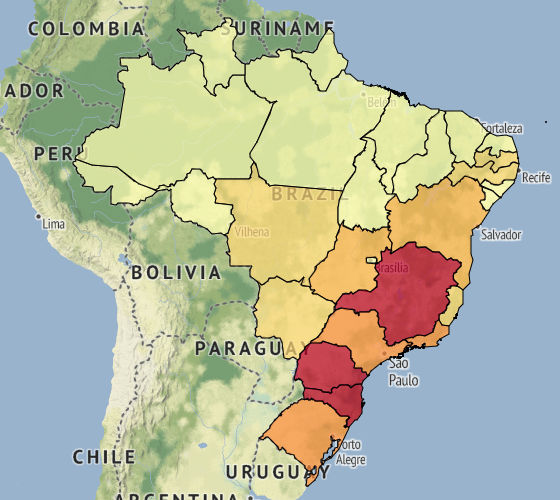 COLOMBIA
SURINAME
ADOR
Belém
Fortaleza
PERU
Recife
BRAZIL
Lima
Vilhena
Salvador
Brasília
BOLIVIA
PARAGUAY
São
Paulo
CHILE
Porto
Alegre
URUGUAY
ARGENTINA